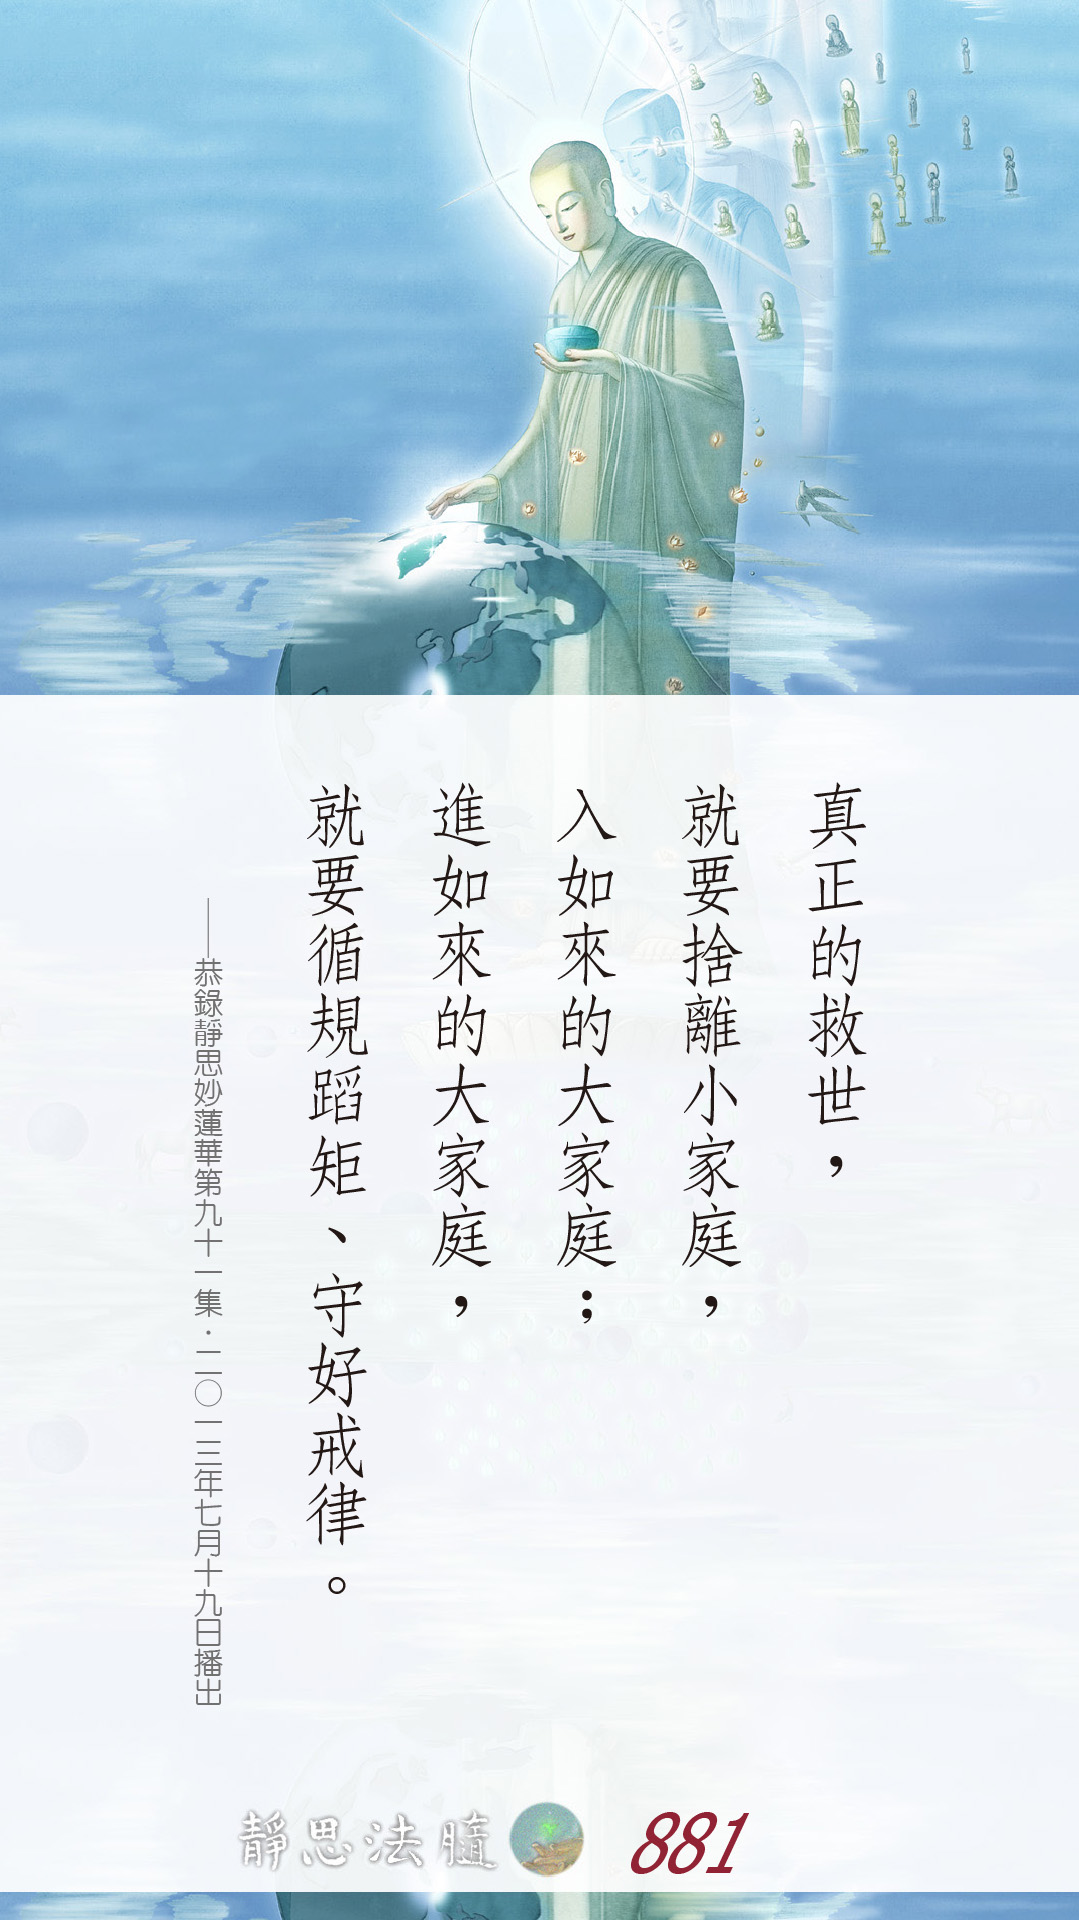 真正的救世，
就要捨離小家庭，
入如來的大家庭；
進如來的大家庭，
就要循規蹈矩、守好戒律。
——恭錄靜思妙蓮華第九十一集·二〇一三年七月十九日播出
靜思法髓
881